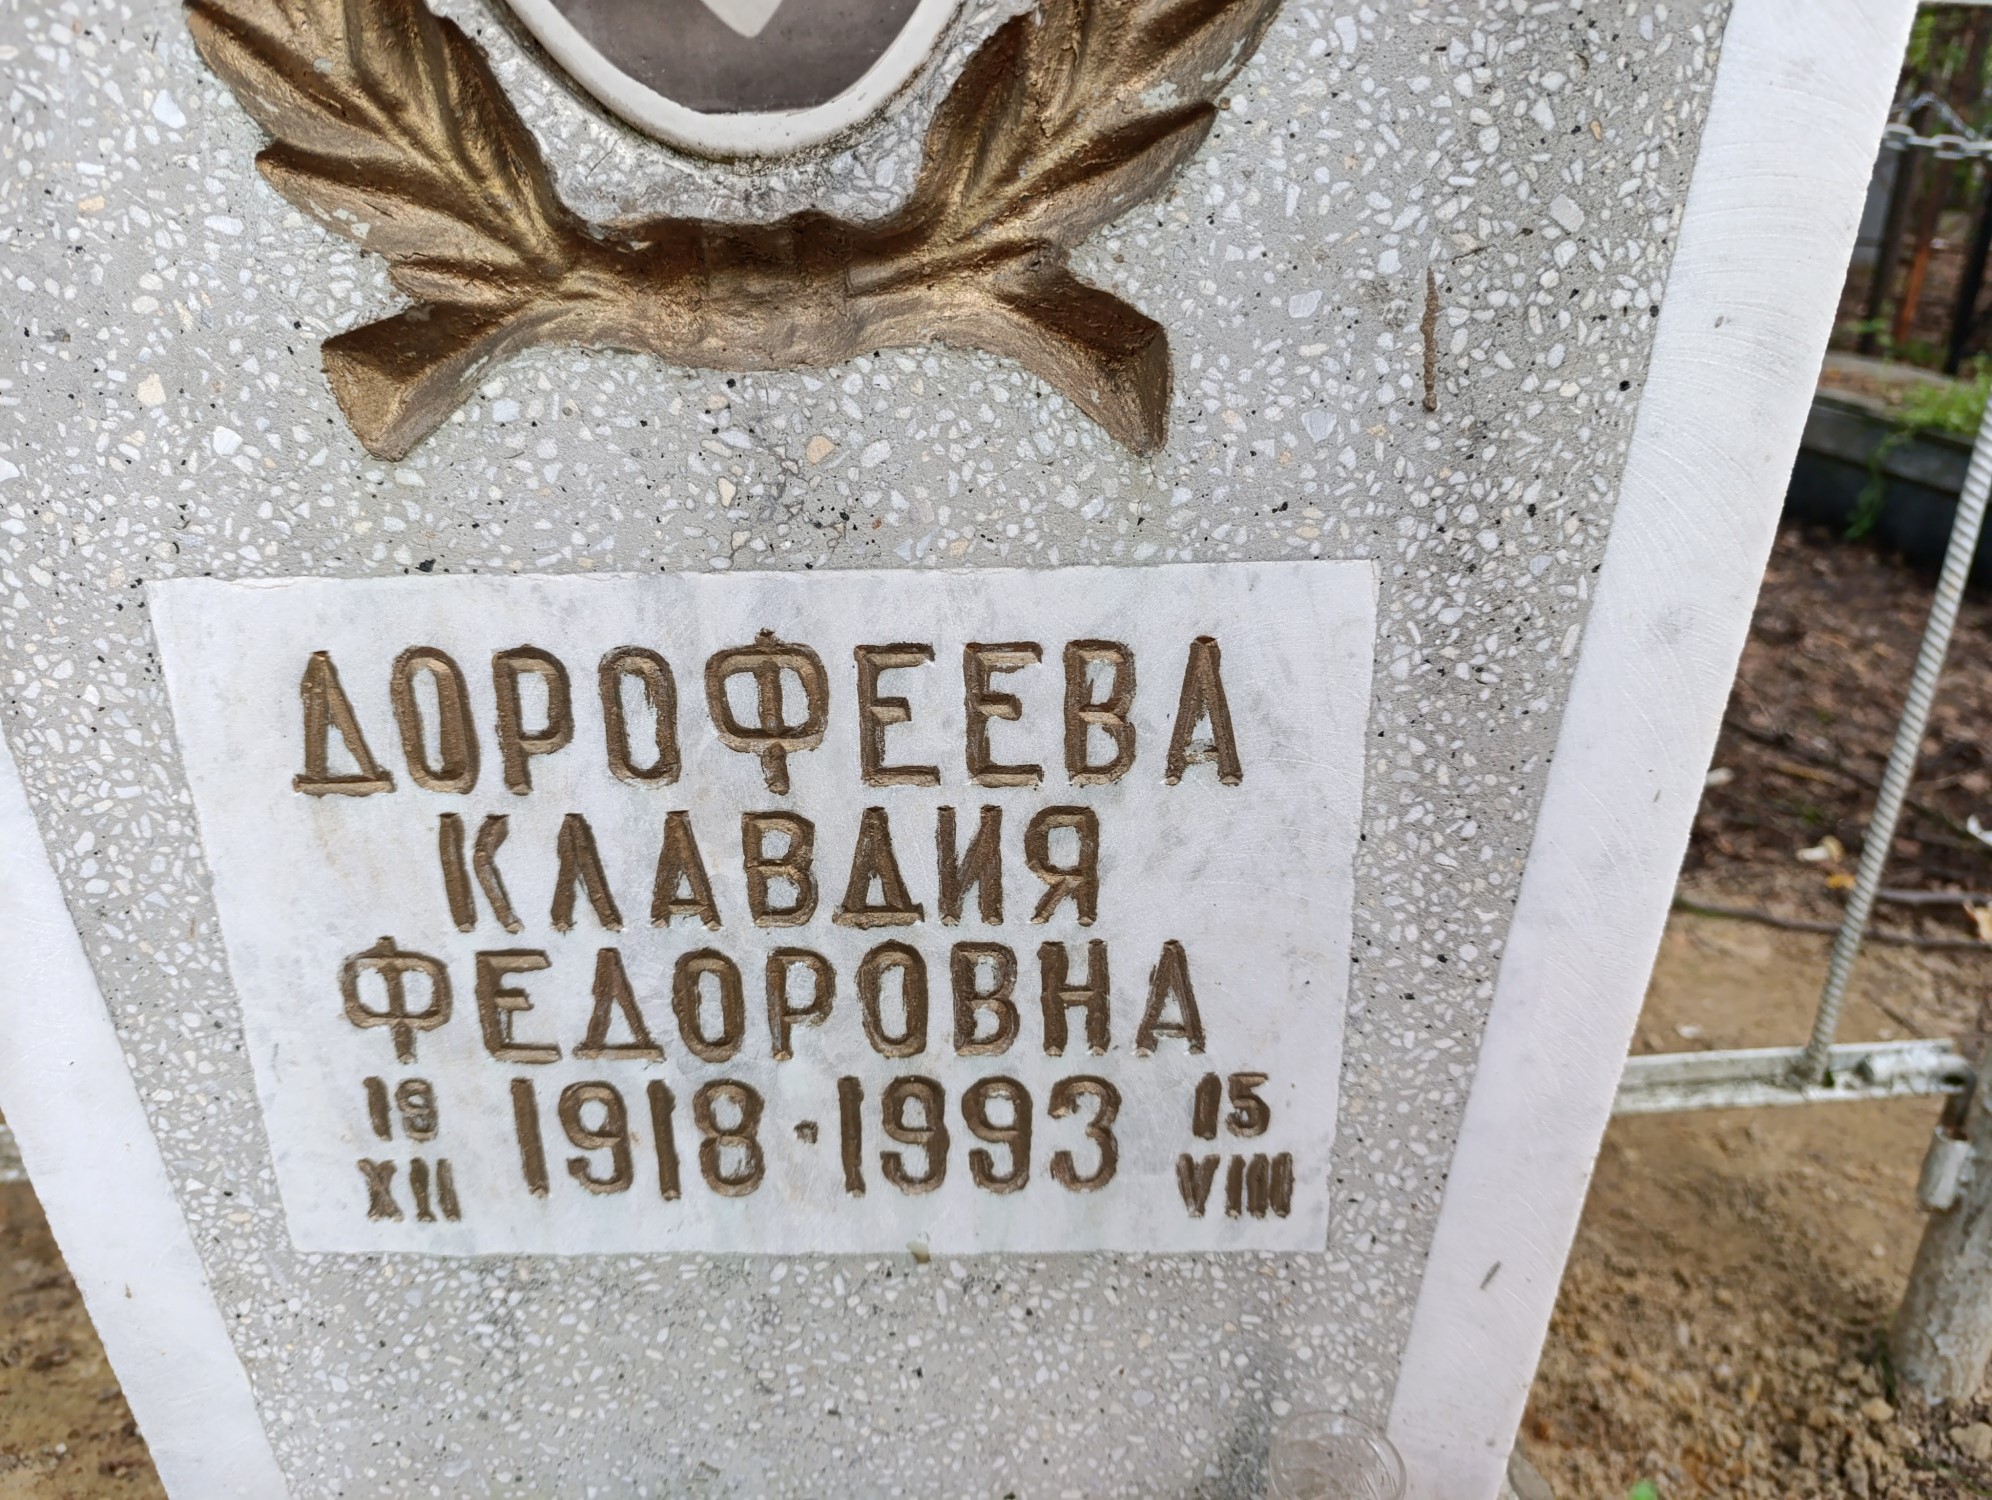 ДОРОФЕЕВА
КЛАВДИЯ
ФЕДОРОВНА
19 XII 1918 · 1993 15 VIII